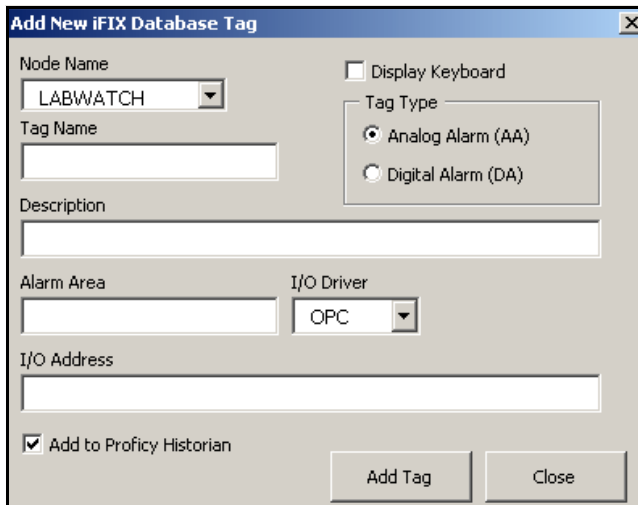 Add New iFIX Database Tag
Node Name
Display Keyboard
LABWATCH
Tag Type
Tag Name
Analog Alarm (AA)
Digital Alarm (DA)
Description
Alarm Area
I/O Driver
OPC
I/O Address
Add to Proficy Historian
Add Tag
Close